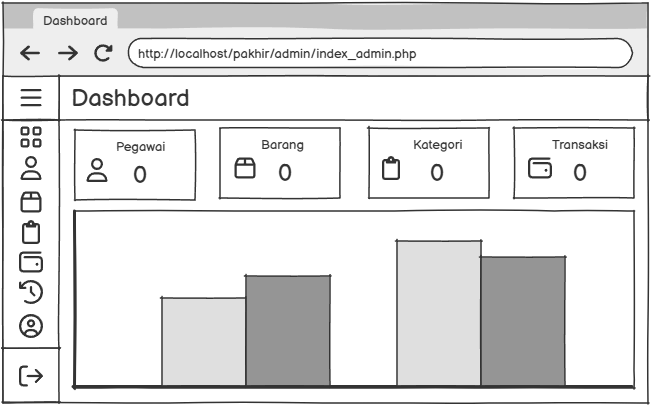 Dashboard
http://localhost/pakhir/admin/index_admin.php
Dashboard
Pegawai
0
Barang
0
Kategori
0
Transaksi
0